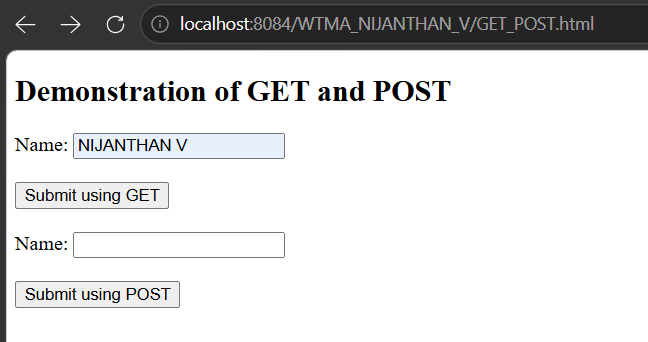 localhost:8084/WTMA_NIJANTHAN_V/GET_POST.html
Demonstration of GET and POST
Name: NIJANTHAN V
Submit using GET
Name:
Submit using POST